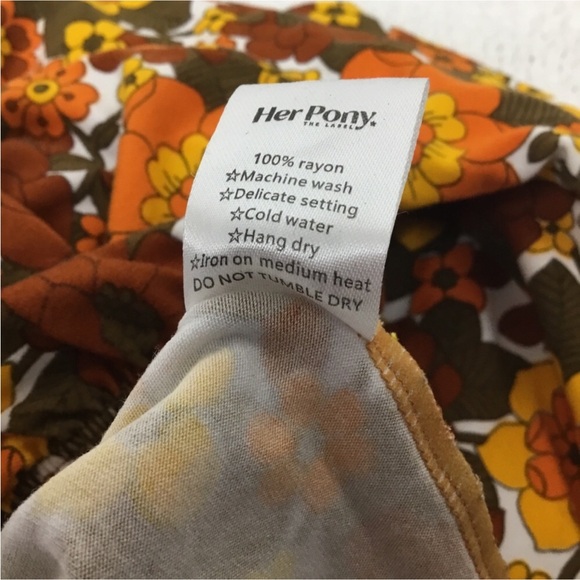 Her Pony.
THE LABEL
100% rayon
☆Machine wash
☆Delicate setting
☆Cold water
☆Hang dry
☆Iron on medium heat
DO NOT TUMBLE DRY